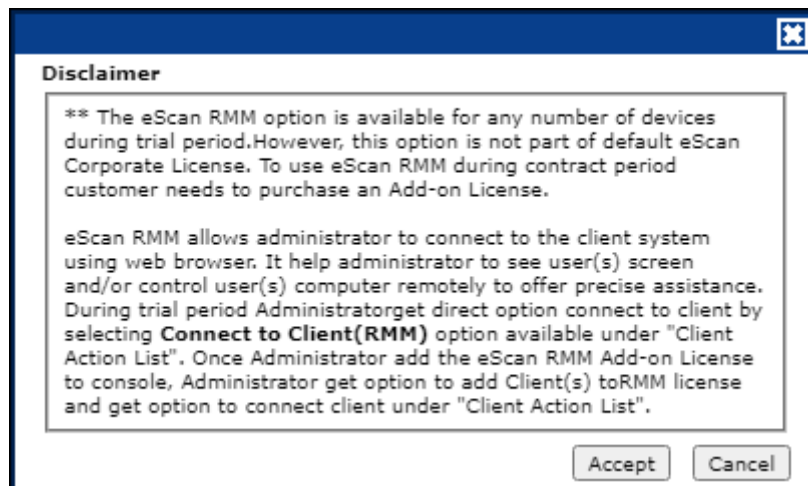 Disclaimer
** The eScan RMM option is available for any number of devices
during trial period.However, this option is not part of default eScan
Corporate License. To use eScan RMM during contract period
customer needs to purchase an Add-on License.
eScan RMM allows administrator to connect to the client system
using web browser. It help administrator to see user(s) screen
and/or control user(s) computer remotely to offer precise assistance.
During trial period Administratorget direct option connect to client by
selecting Connect to Client(RMM) option available under "Client
Action List". Once Administrator add the eScan RMM Add-on License
to console, Administrator get option to add Client(s) toRMM license
and get option to connect client under "Client Action List".
Accept Cancel